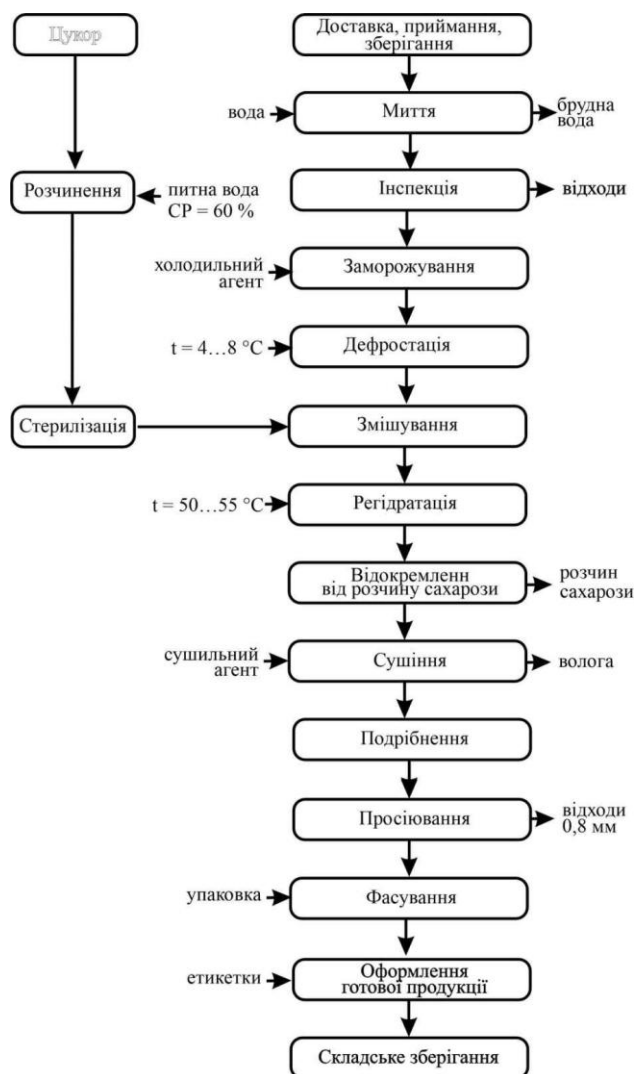 Цукор
Доставка, приймання,
зберігання
вода
Миття
брудна
вода
Розчинення
питна вода
СР = 60 %
Інспекція
відходи
холодильний
агент
Заморожування
t = 4…8 °С
Дефростація
Стерилізація
Змішування
t = 50…55 °С
Регідратація
Відокремленн
від розчину сахарози
розчин
сахарози
сушильний
агент
Сушіння
волога
Подрібнення
Просіювання
відходи
0,8 мм
упаковка
Фасування
етикетки
Оформлення
готової продукції
Складське зберігання